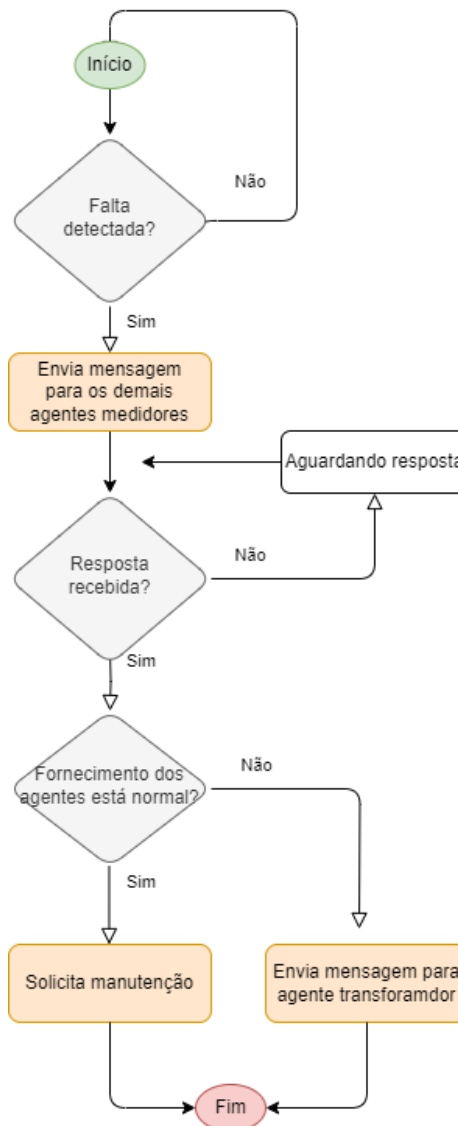 Início
Falta
detectada?
Não
Sim
Envia mensagem
para os demais
agentes medidores
Aguardando resposta
Resposta
recebida?
Não
Sim
Fornecimento dos
agentes está normal?
Não
Sim
Solicita manutenção
Envia mensagem para
agente transforamdor
Fim